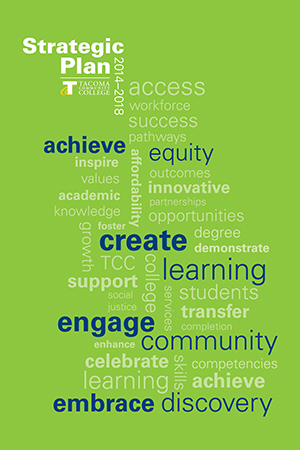 Strategic
Plan
2014–2018
TACOMA
COMMUNITY
COLLEGE
access
workforce
success
pathways
achieve
affordability
equity
inspire
outcomes
values
innovative
academic
partnerships
knowledge
opportunities
foster
degree
growth
create
demonstrate
TCC
college
learning
support
services
students
social
justice
transfer
engage
completion
community
enhance
celebrate
skills
competencies
learning
achieve
embrace discovery